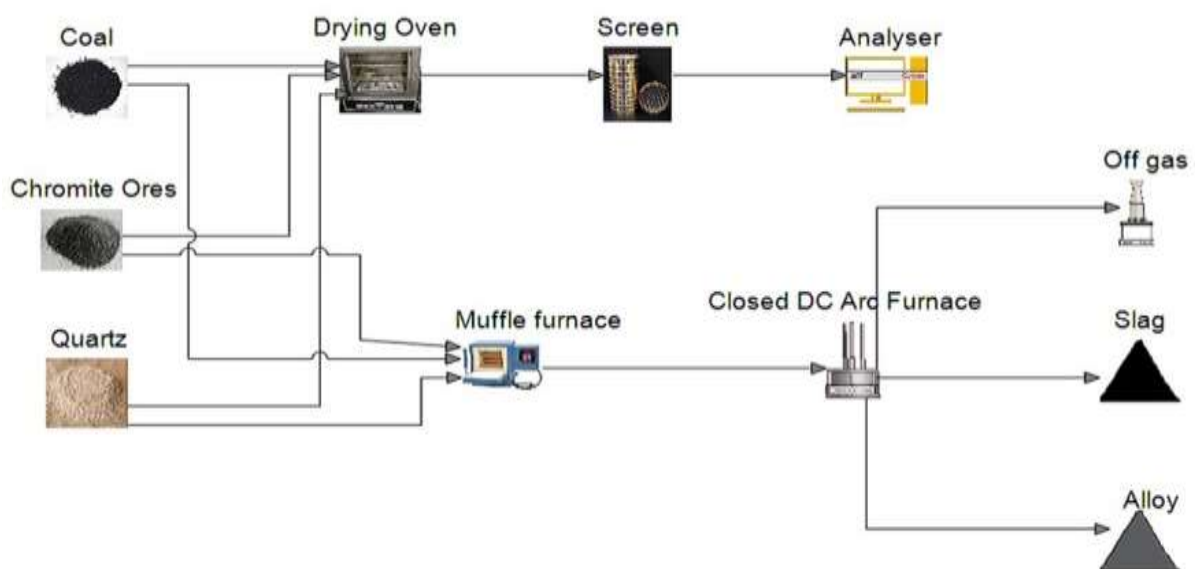 Coal
Drying Oven
Screen
Analyser
Off gas
Chromite Ores
Closed DC Arc Furnace
Muffle furnace
Slag
Quartz
Alloy